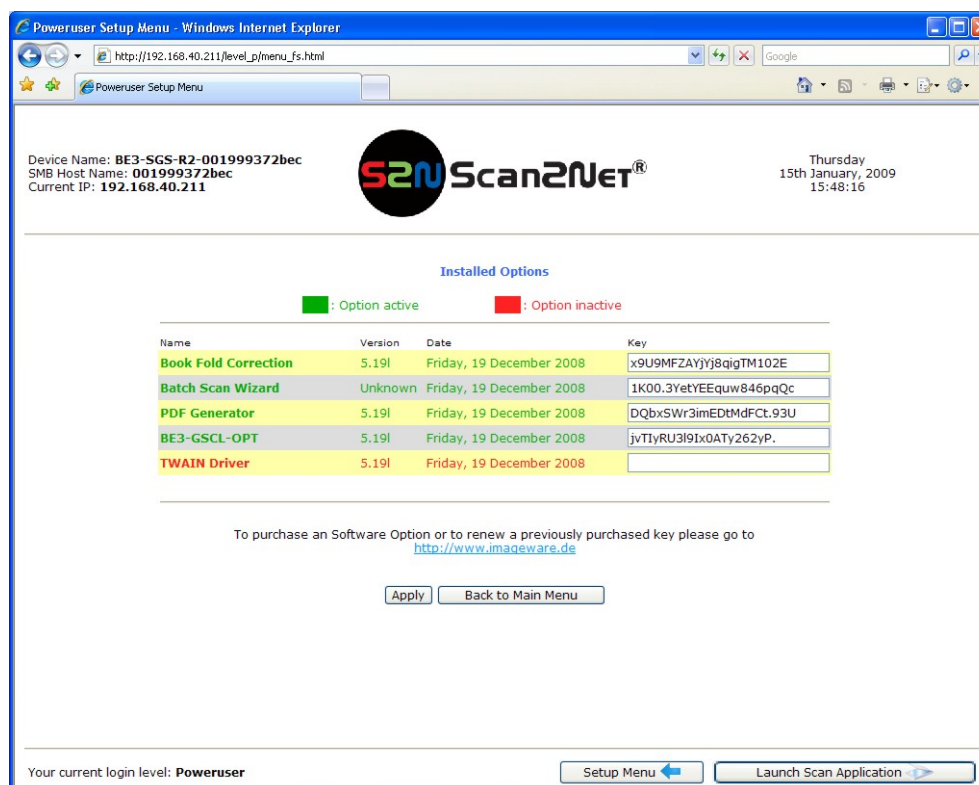 Poweruser Setup Menu - Windows Internet Explorer
http://192.168.40.211/level_p/menu_fs.html
Google
Poweruser Setup Menu
Device Name: BE3-SGS-R2-001999372bec
SMB Host Name: 001999372bec
Current IP: 192.168.40.211
S2N Scan2Net®
Thursday
15th January, 2009
15:48:16
Installed Options
: Option active : Option inactive
Name Version Date Key
Book Fold Correction 5.19l Friday, 19 December 2008 x9U9MFZAYjYj8qigTM102E
Batch Scan Wizard Unknown Friday, 19 December 2008 1K00.3YetYEEquw846pqQc
PDF Generator 5.19l Friday, 19 December 2008 DQbxSWr3imEDtMdFCt.93U
BE3-GSCL-OPT 5.19l Friday, 19 December 2008 jvTIyRU3l9Ix0ATy262yP.
TWAIN Driver 5.19l Friday, 19 December 2008
To purchase an Software Option or to renew a previously purchased key please go to
http://www.imageware.de
Apply Back to Main Menu
Your current login level: Poweruser Setup Menu Launch Scan Application